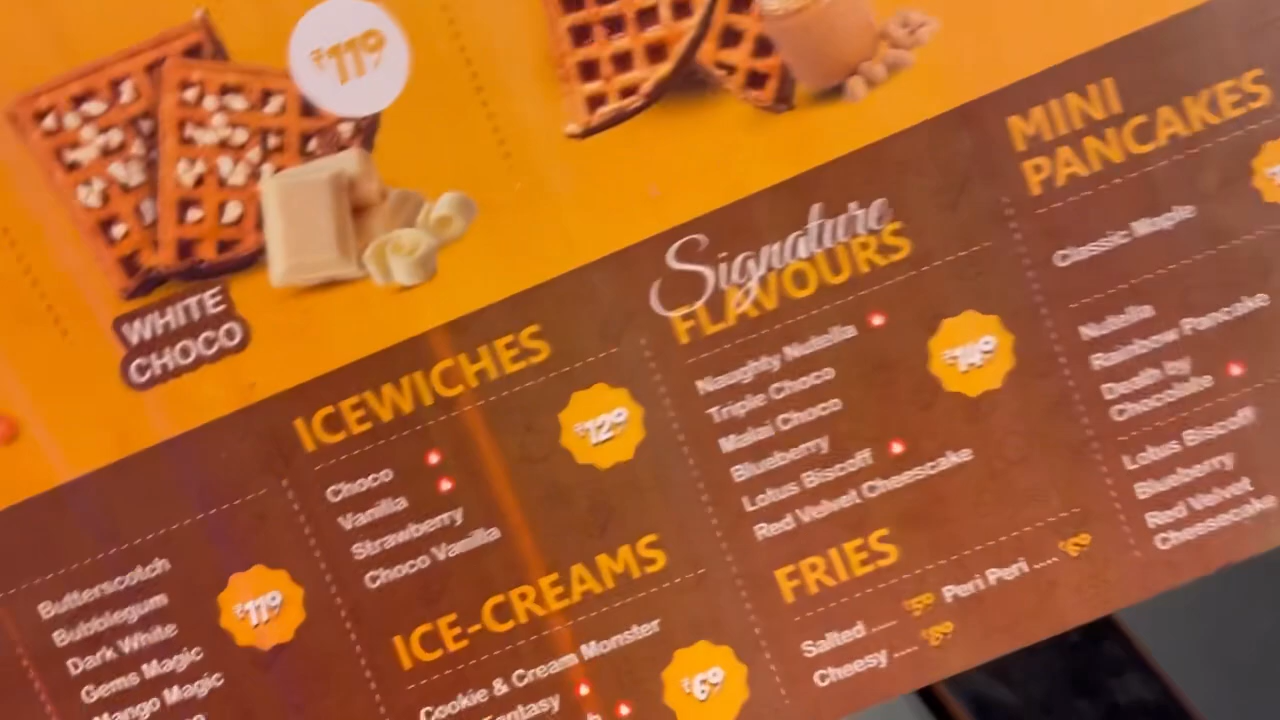 ₹119
WHITE
CHOCO
Butterscotch
Bubblegum
Dark White
Gems Magic
Mango Magic
₹119
ICEWICHES
Choco
Vanilla
Strawberry
Choco Vanilla
₹129
ICE-CREAMS
Cookie & Cream Monster
Fantasy
₹69
Signature
FLAVOURS
Naughty Nutella
Triple Choco
Malai Choco
Blueberry
Lotus Biscoff
Red Velvet Cheesecake
₹149
FRIES
Salted .... ₹59 Peri Peri .... ₹69
Cheesy .... ₹89
MINI
PANCAKES
Classic Maple
Nutella
Rainbow Pancake
Death by
Chocolate
Lotus Biscoff
Blueberry
Red Velvet
Cheesecake